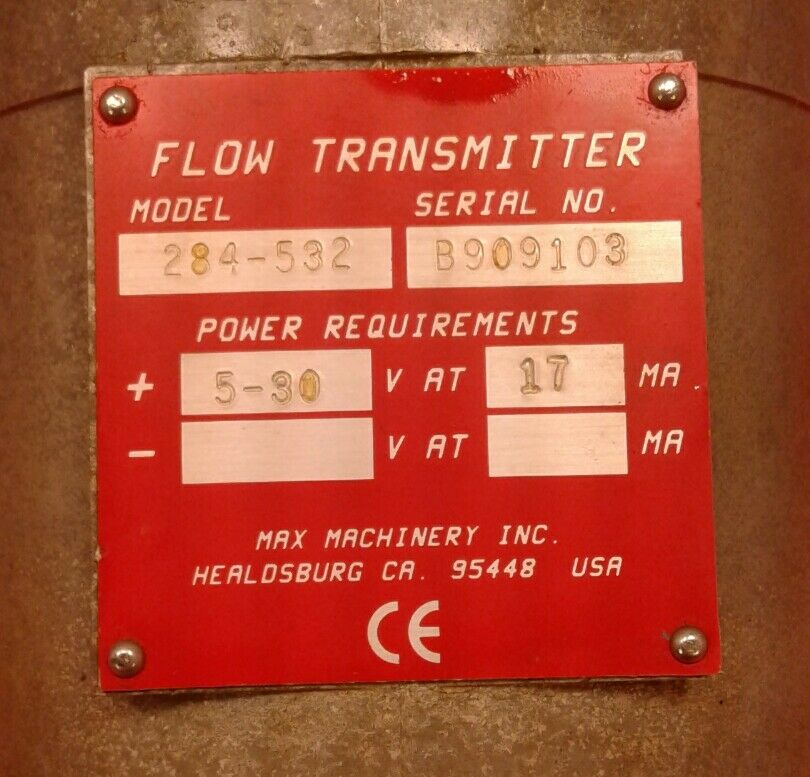 FLOW TRANSMITTER
MODEL SERIAL NO.
284-532 B909103
POWER REQUIREMENTS
+ 5-30 V AT 17 MA
- V AT MA
MAX MACHINERY INC.
HEALDSBURG CA. 95448 USA
CE